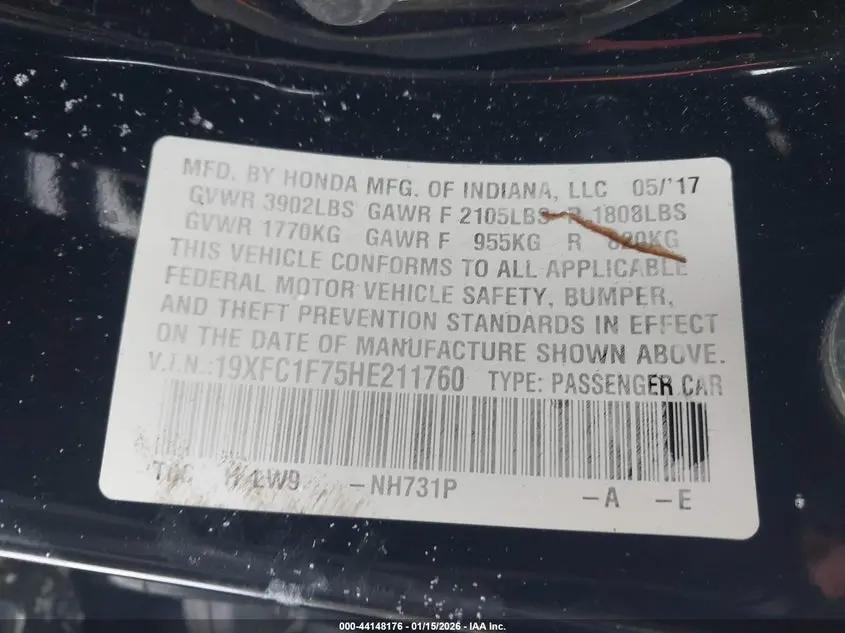 MFD. BY HONDA MFG. OF INDIANA, LLC 05/'17
GVWR 3902LBS GAWR F 2105LBS R 1808LBS
GVWR 1770KG GAWR F 955KG R 820KG
THIS VEHICLE CONFORMS TO ALL APPLICABLE
FEDERAL MOTOR VEHICLE SAFETY, BUMPER,
AND THEFT PREVENTION STANDARDS IN EFFECT
ON THE DATE OF MANUFACTURE SHOWN ABOVE.
V.I.N.:19XFC1F75HE211760 TYPE: PASSENGER CAR
LW9 -NH731P -A -E
000-44148176 - 01/15/2026 - IAA Inc.